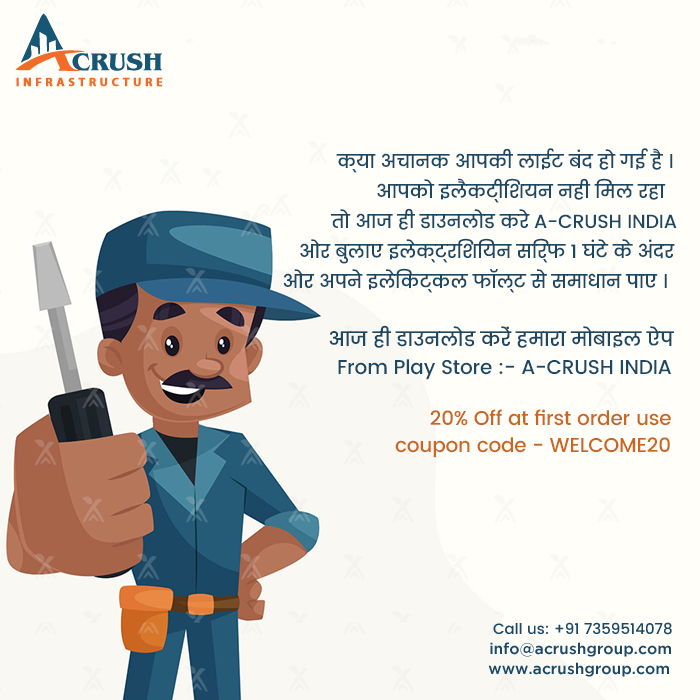 ACRUSH
INFRASTRUCTURE
क्या अचानक आपकी लाईट बंद हो गई है ।
आपको इलैकट्रीशियन नही मिल रहा
तो आज ही डाउनलोड करे A-CRUSH INDIA
ओर बुलाए इलेक्ट्रशियिन सर्फि 1 घंटे के अंदर
ओर अपने इलेकिट्कल फॉल्ट से समाधान पाए ।
आज ही डाउनलोड करें हमारा मोबाइल ऐप
From Play Store :- A-CRUSH INDIA
20% Off at first order use
coupon code - WELCOME20
Call us: +91 7359514078
info@acrushgroup.com
www.acrushgroup.com